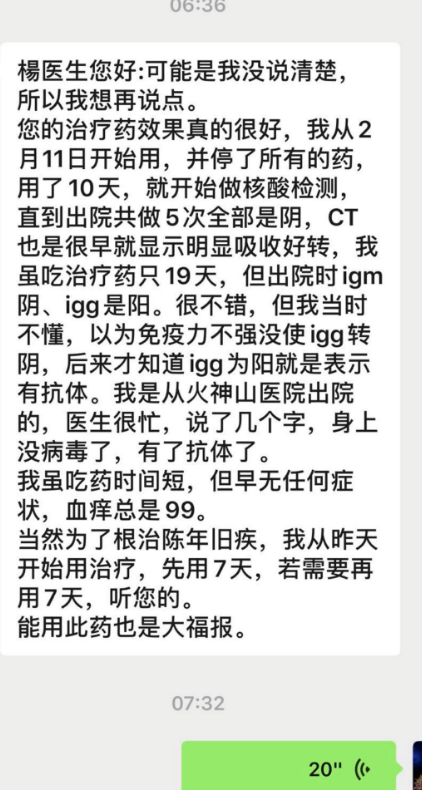 06:36
楊医生您好:可能是我没说清楚，
所以我想再说点。
您的治疗药效果真的很好，我从2
月11日开始用，并停了所有的药，
用了10天，就开始做核酸检测，
直到出院共做5次全部是阴，CT
也是很早就显示明显吸收好转，我
虽吃治疗药只19天，但出院时igm
阴、igg是阳。很不错，但我当时
不懂，以为免疫力不强没使igg转
阴，后来才知道igg为阳就是表示
有抗体。我是从火神山医院出院
的，医生很忙，说了几个字，身上
没病毒了，有了抗体了。
我虽吃药时间短，但早无任何症
状，血痒总是99。
当然为了根治陈年旧疾，我从昨天
开始用治疗，先用7天，若需要再
用7天，听您的。
能用此药也是大福报。
07:32
20"